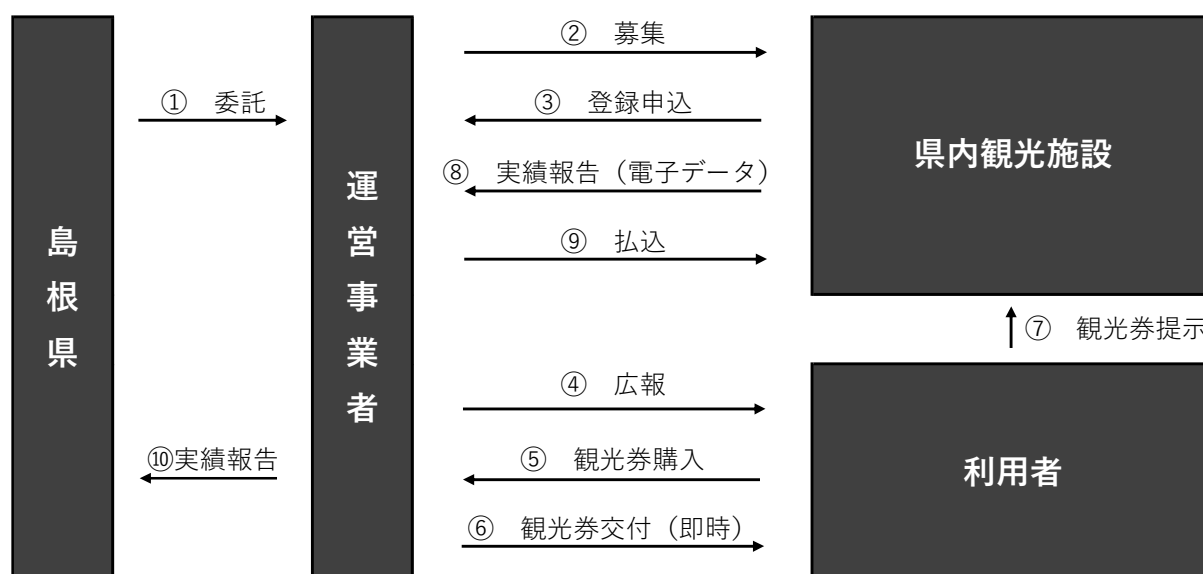 島根県
① 委託
⑩実績報告
運営事業者
② 募集
③ 登録申込
⑧ 実績報告（電子データ）
⑨ 払込
④ 広報
⑤ 観光券購入
⑥ 観光券交付（即時）
県内観光施設
⑦ 観光券提示
利用者